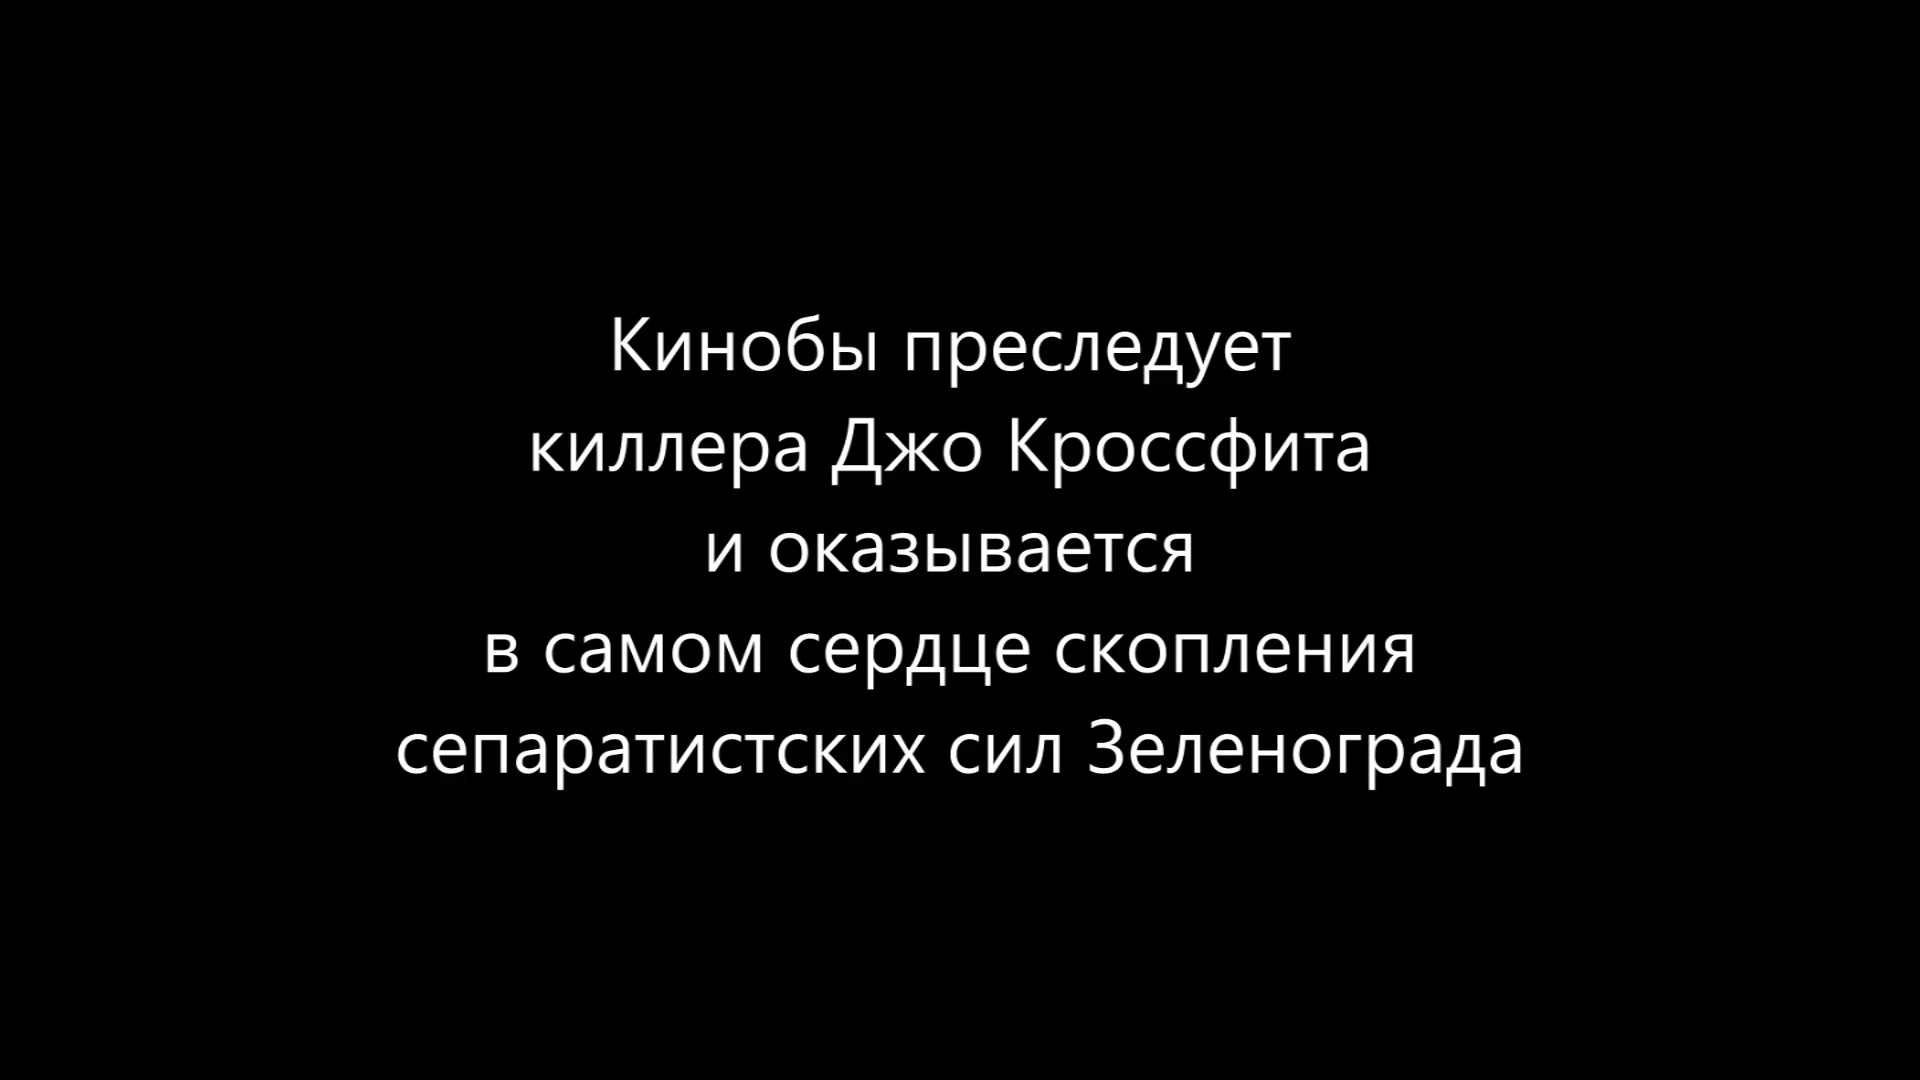 Кинобы преследует
киллера Джо Кроссфита
и оказывается
в самом сердце скопления
сепаратистских сил Зеленограда